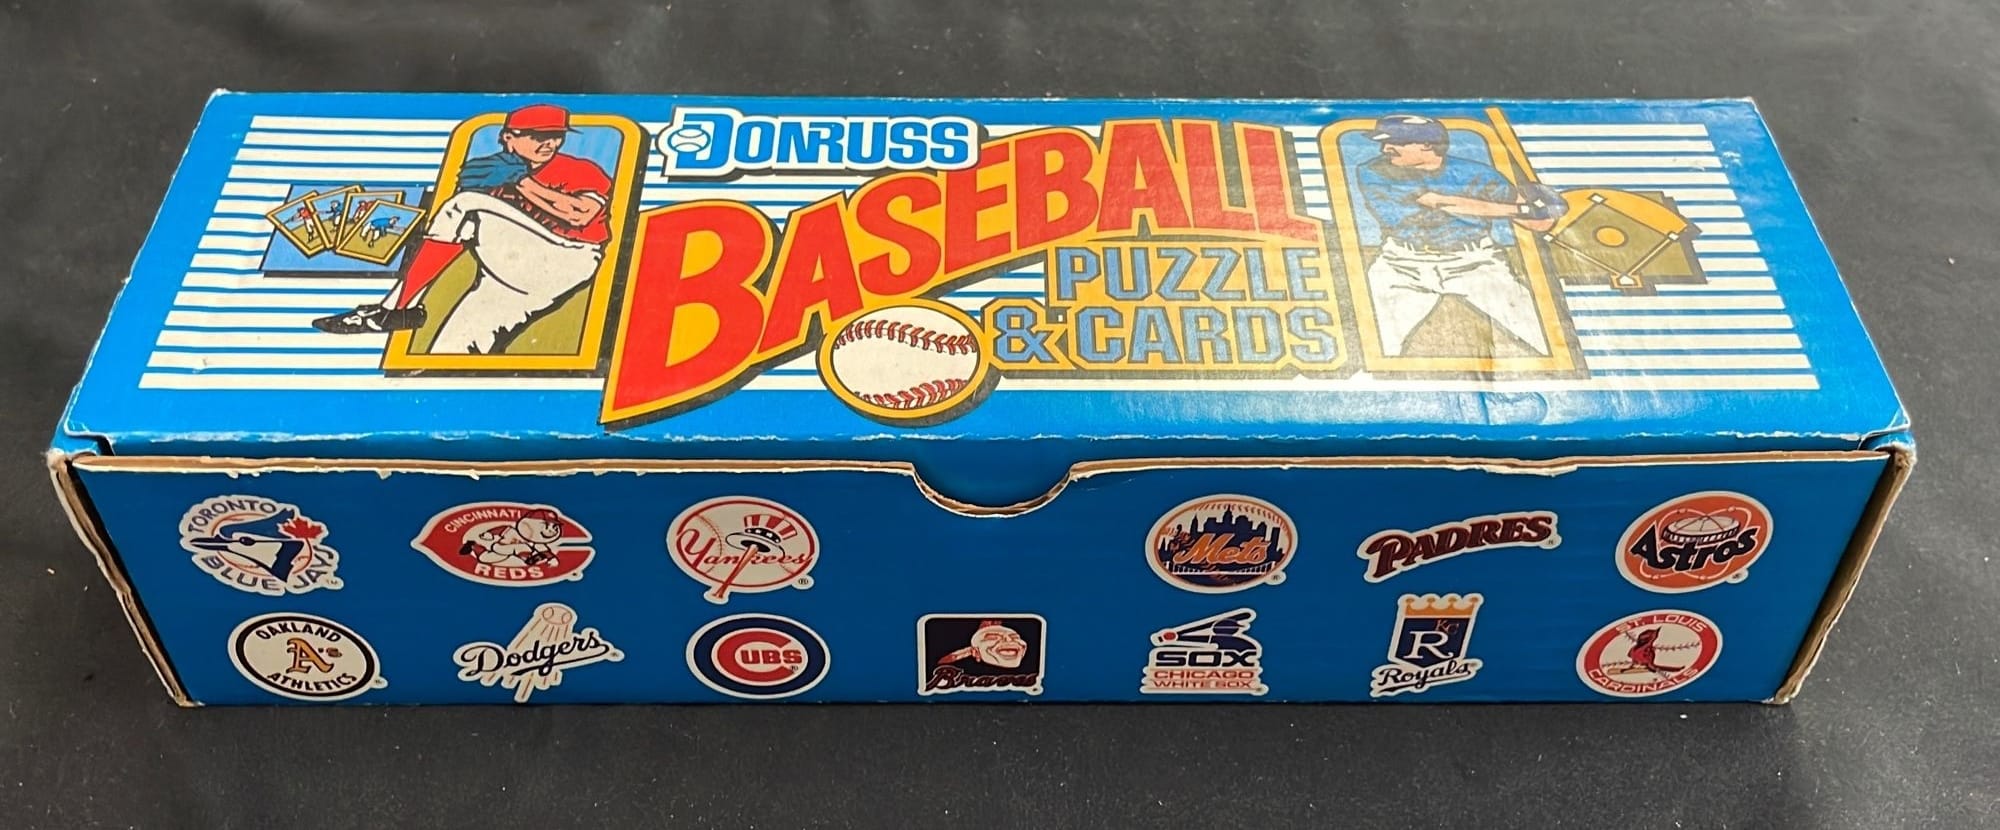 DONRUSS
BASEBALL
PUZZLE
& CARDS
TORONTO
BLUE JAYS
TM
CINCINNATI
REDS
®
Yankees
®
Mets
®
PADRES
®
Astros
®
OAKLAND
A's
ATHLETICS
®
Dodgers
®
CUBS
®
Braves
SOX
CHICAGO
WHITE SOX
®
KC
R
Royals
®
ST. LOUIS
CARDINALS